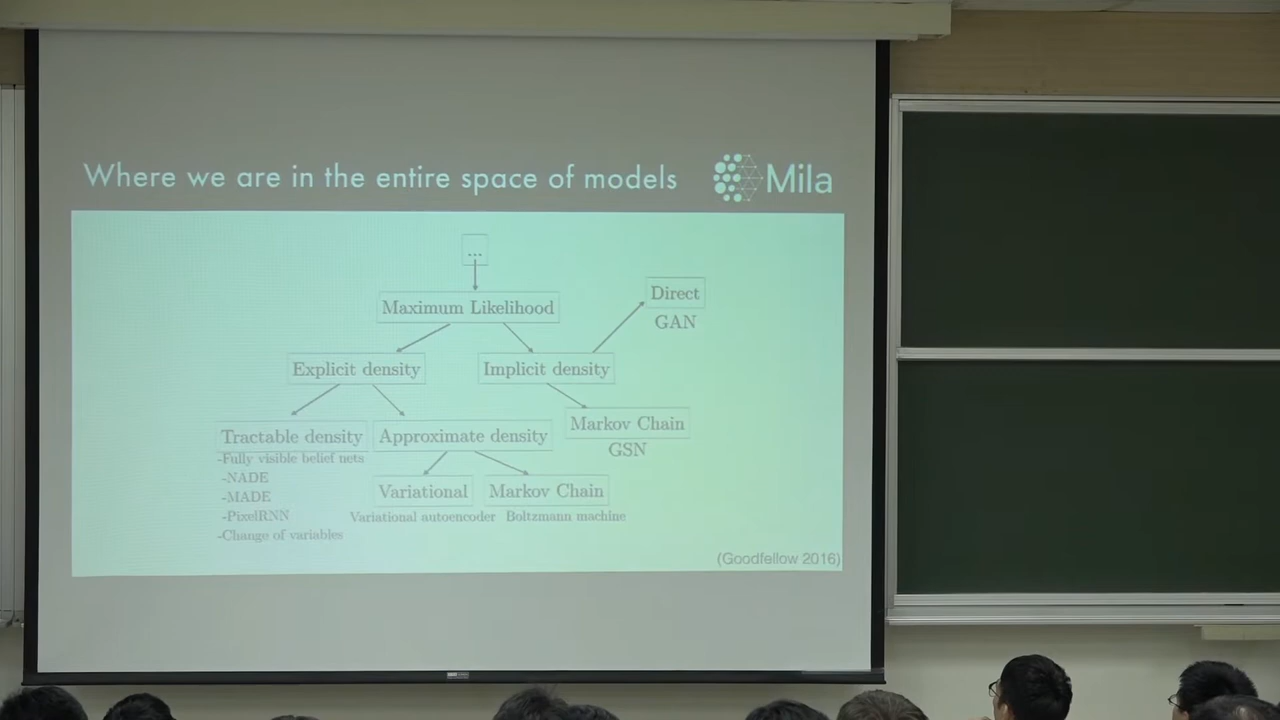 Where we are in the entire space of models
Mila
...
Maximum Likelihood
Direct
GAN
Explicit density
Implicit density
Tractable density
-Fully visible belief nets
-NADE
-MADE
-PixelRNN
-Change of variables
Approximate density
Markov Chain
GSN
Variational
Variational autoencoder
Markov Chain
Boltzmann machine
(Goodfellow 2016)